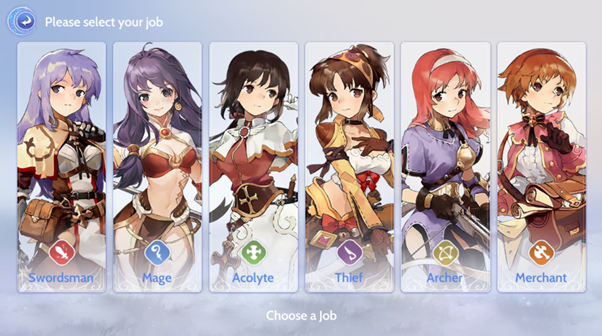 Please select your job
Swordsman
Mage
Acolyte
Thief
Archer
Merchant
Choose a Job